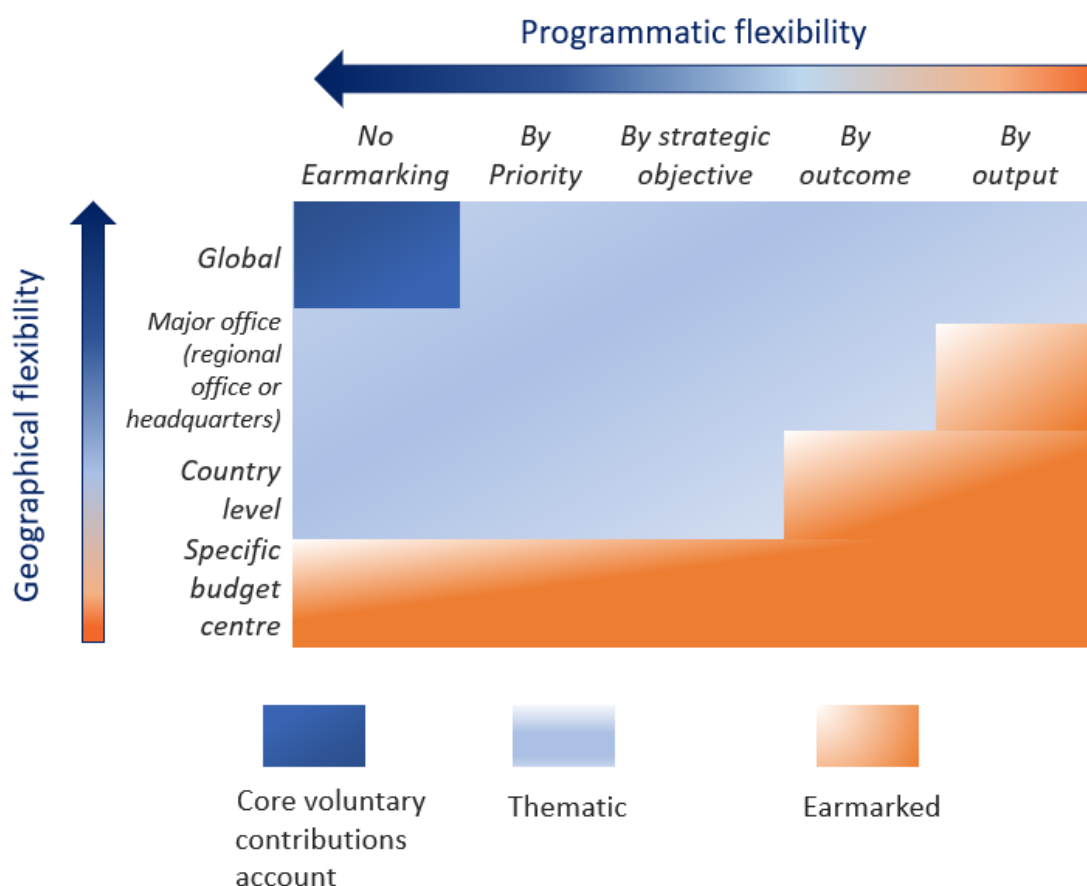 Programmatic flexibility
No
Earmarking
By
Priority
By strategic
objective
By
outcome
By
output
Geographical flexibility
Global
Major office
(regional
office or
headquarters)
Country
level
Specific
budget
centre
Core voluntary
contributions
account
Thematic
Earmarked